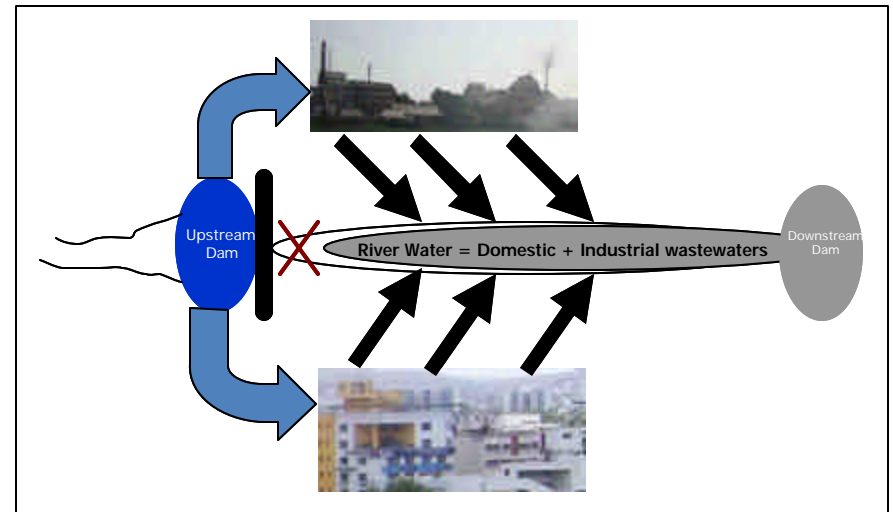 Upstream
Dam
River Water = Domestic + Industrial wastewaters
Downstream
Dam